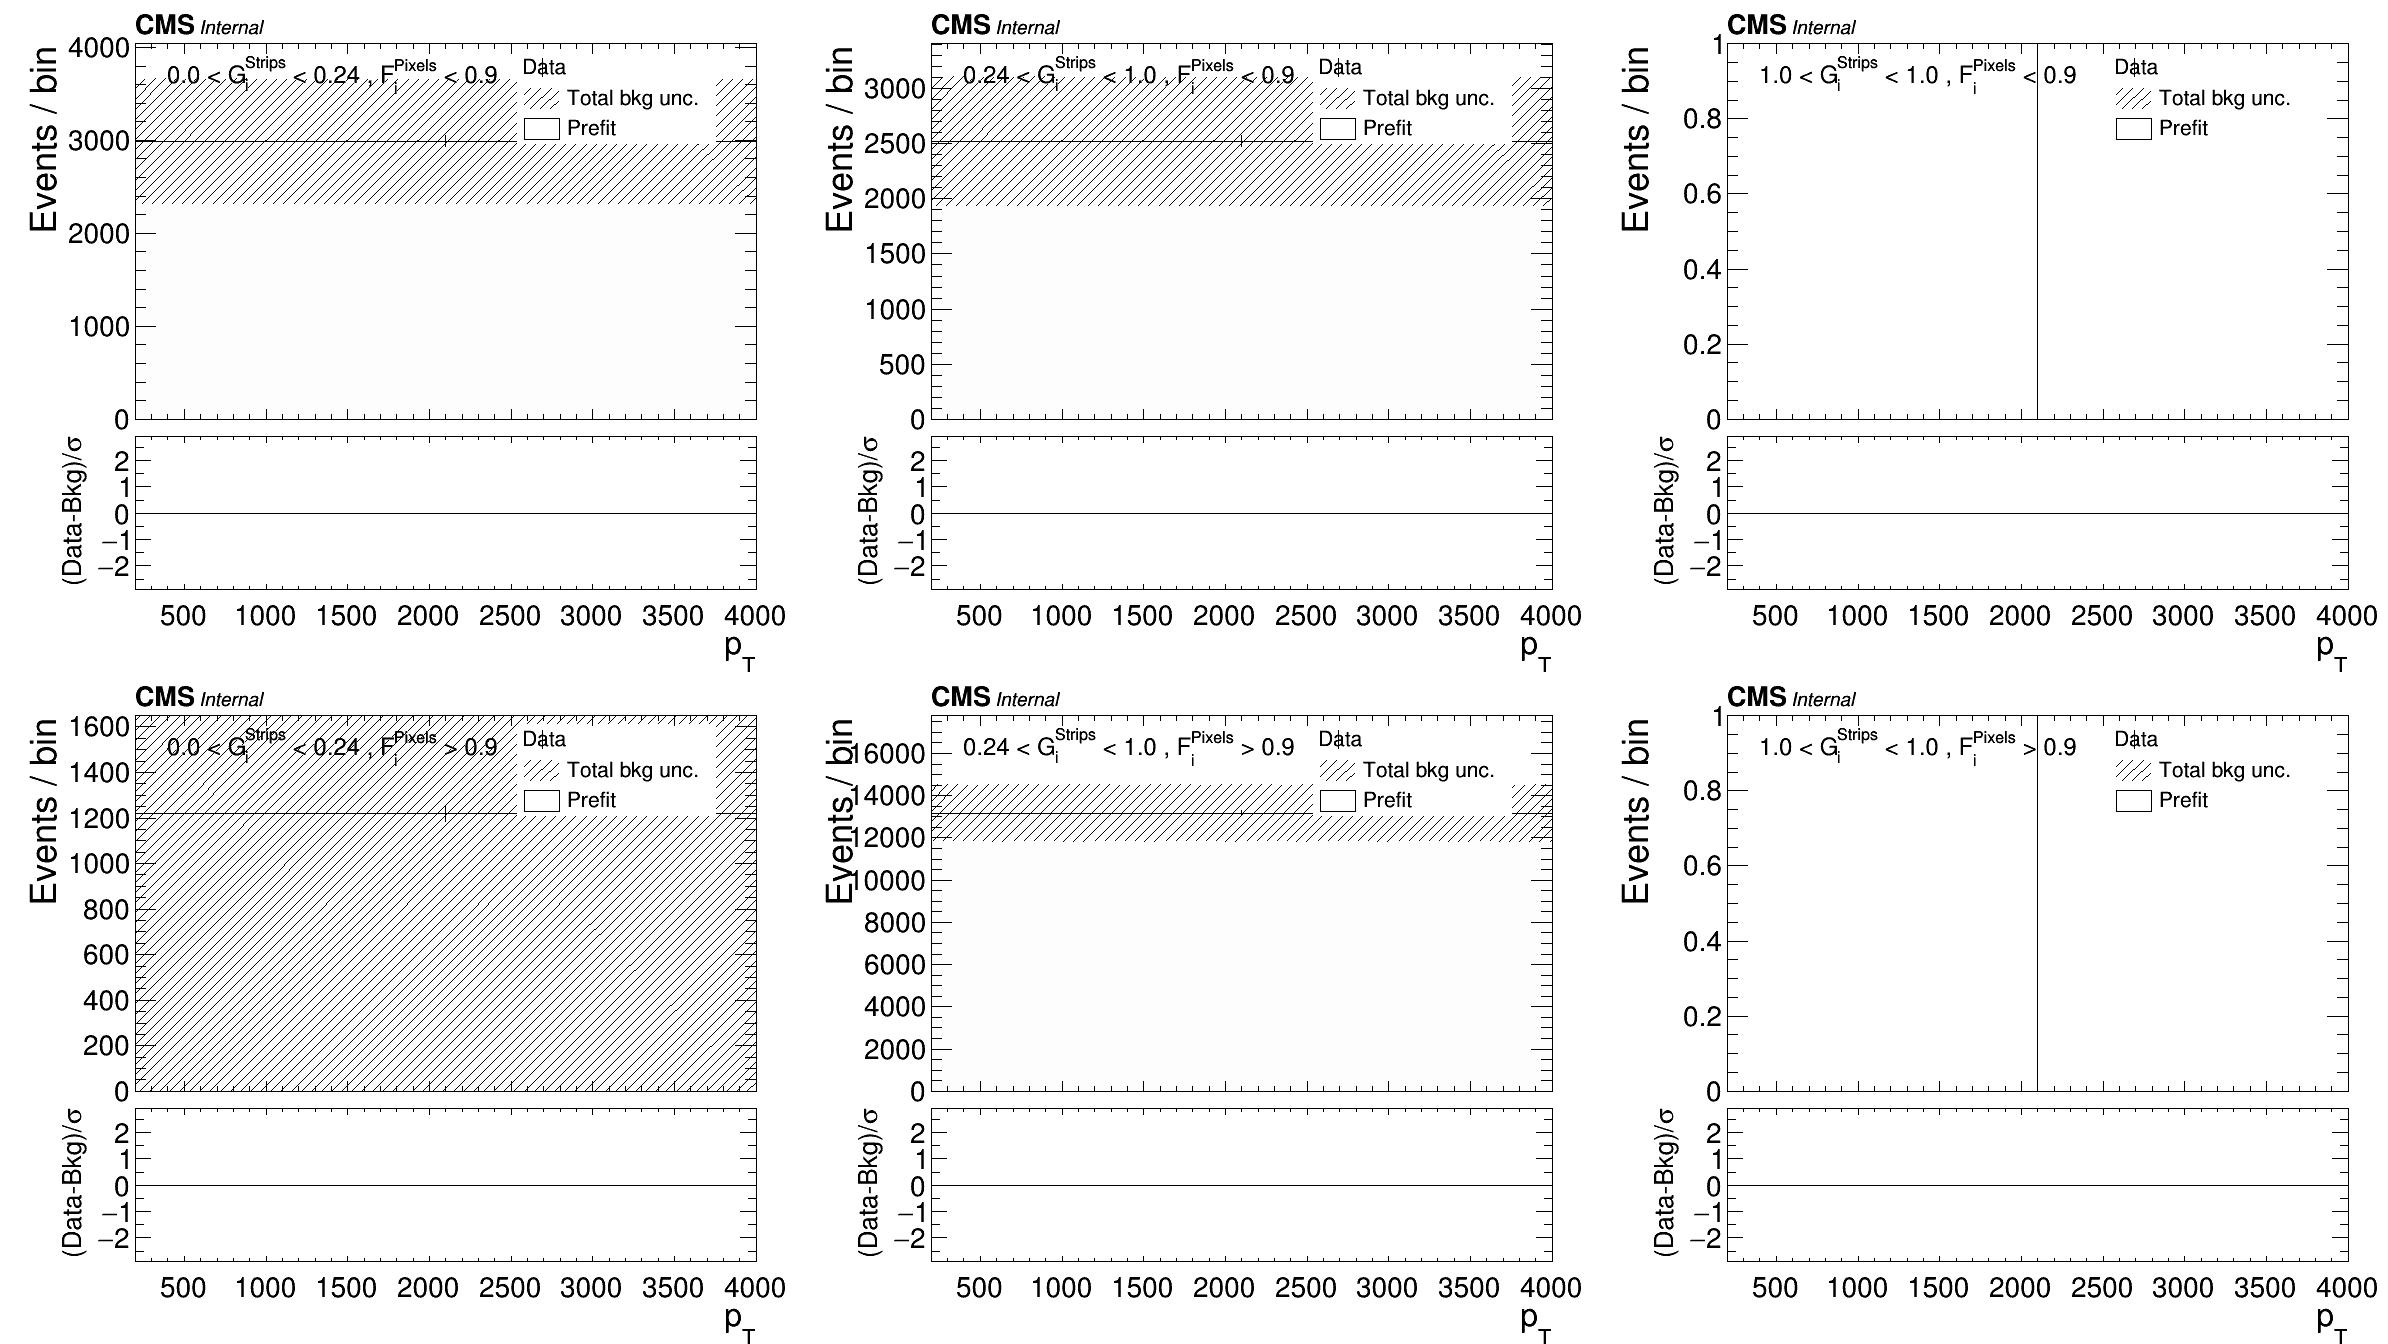 CMS Internal
Events / bin
4000
3000
2000
1000
0
0.0 < G_i^Strips < 0.24 , F_i^Pixels < 0.9
Data
Total bkg unc.
Prefit
(Data-Bkg)/σ
2
1
0
−1
−2
500 1000 1500 2000 2500 3000 3500 4000
p_T
CMS Internal
Events / bin
3000
2500
2000
1500
1000
500
0
0.24 < G_i^Strips < 1.0 , F_i^Pixels < 0.9
Data
Total bkg unc.
Prefit
(Data-Bkg)/σ
2
1
0
−1
−2
500 1000 1500 2000 2500 3000 3500 4000
p_T
CMS Internal
Events / bin
1
0.8
0.6
0.4
0.2
0
1.0 < G_i^Strips < 1.0 , F_i^Pixels < 0.9
Data
Total bkg unc.
Prefit
(Data-Bkg)/σ
2
1
0
−1
−2
500 1000 1500 2000 2500 3000 3500 4000
p_T
CMS Internal
Events / bin
1600
1400
1200
1000
800
600
400
200
0
0.0 < G_i^Strips < 0.24 , F_i^Pixels > 0.9
Data
Total bkg unc.
Prefit
(Data-Bkg)/σ
2
1
0
−1
−2
500 1000 1500 2000 2500 3000 3500 4000
p_T
CMS Internal
Events / bin
16000
14000
12000
10000
8000
6000
4000
2000
0
0.24 < G_i^Strips < 1.0 , F_i^Pixels > 0.9
Data
Total bkg unc.
Prefit
(Data-Bkg)/σ
2
1
0
−1
−2
500 1000 1500 2000 2500 3000 3500 4000
p_T
CMS Internal
Events / bin
1
0.8
0.6
0.4
0.2
0
1.0 < G_i^Strips < 1.0 , F_i^Pixels > 0.9
Data
Total bkg unc.
Prefit
(Data-Bkg)/σ
2
1
0
−1
−2
500 1000 1500 2000 2500 3000 3500 4000
p_T